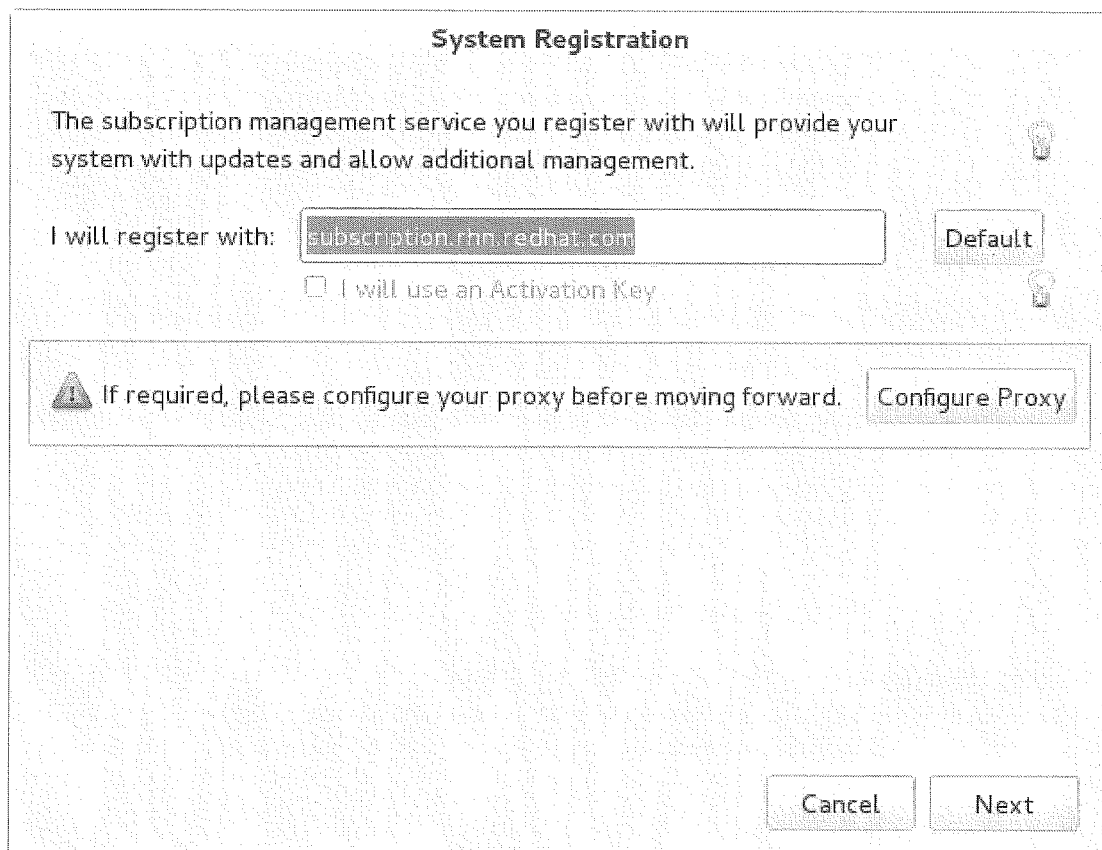 System Registration
The subscription management service you register with will provide your
system with updates and allow additional management.
I will register with: subscription.rhn.redhat.com Default
I will use an Activation Key
If required, please configure your proxy before moving forward. Configure Proxy
Cancel Next